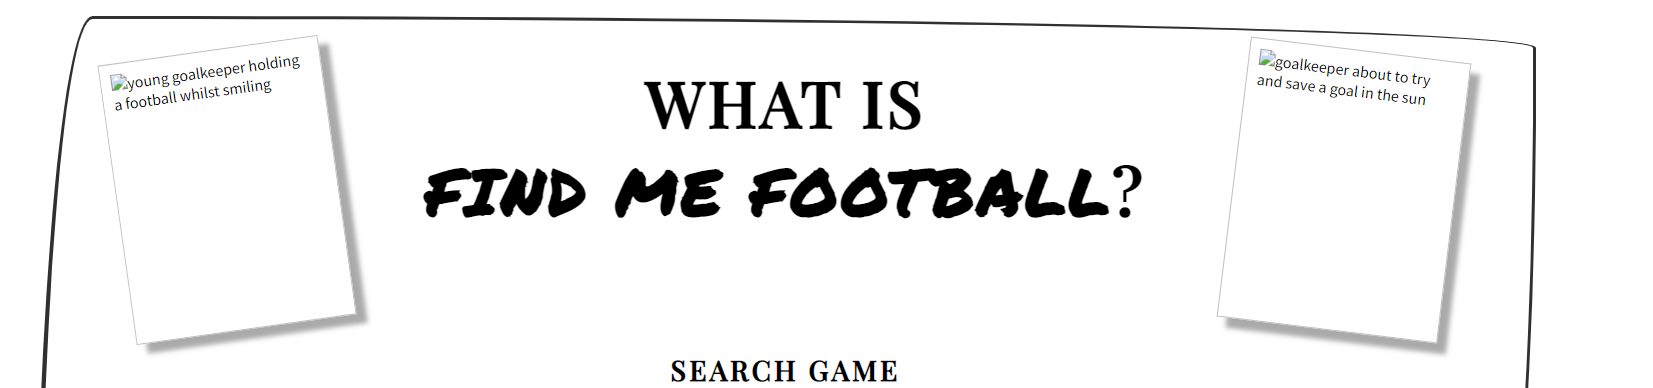 young goalkeeper holding
a football whilst smiling
goalkeeper about to try
and save a goal in the sun
WHAT IS
FIND ME FOOTBALL?
SEARCH GAME